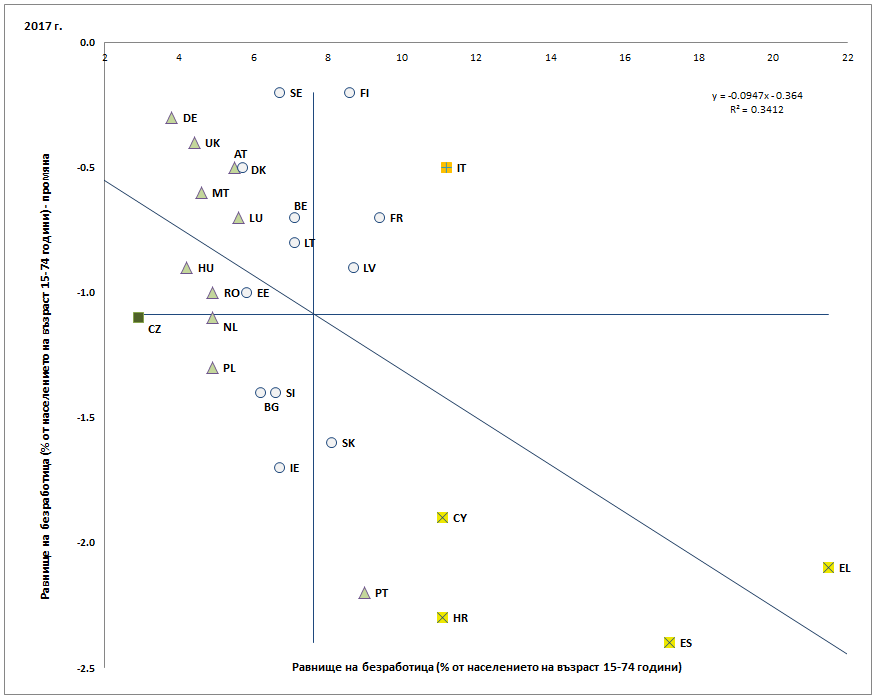 2017 г.
0.0
2 4 6 8 10 12 14 16 18 20 22
SE FI
y = -0.0947x - 0.364
R² = 0.3412
DE
UK
AT
-0.5
DK IT
MT
BE
LU FR
LT
HU LV
-1.0
RO EE
CZ NL
PL
SI
BG
-1.5
SK
IE
CY
-2.0
EL
PT
HR
ES
-2.5
Равнище на безработица (% от населението на възраст 15-74 години) - промяна
Равнище на безработица (% от населението на възраст 15-74 години)